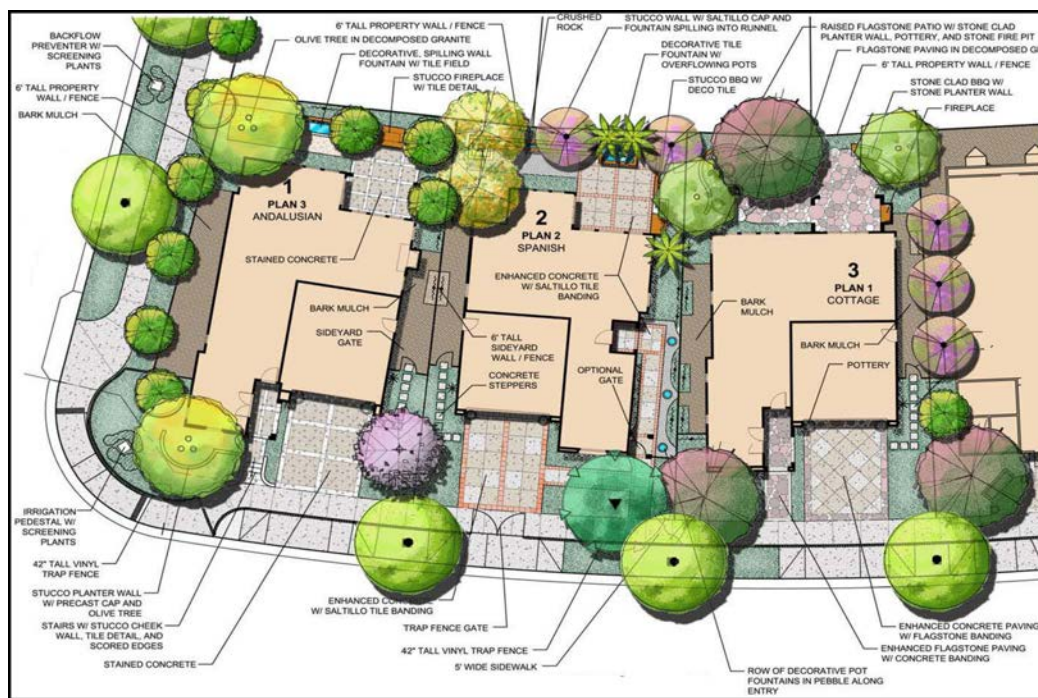 BACKFLOW
PREVENTER W/
SCREENING
PLANTS
6' TALL PROPERTY
WALL / FENCE
BARK MULCH
6' TALL PROPERTY WALL / FENCE
OLIVE TREE IN DECOMPOSED GRANITE
DECORATIVE, SPILLING WALL
FOUNTAIN W/ TILE FIELD
STUCCO FIREPLACE
W/ TILE DETAIL
CRUSHED
ROCK
STUCCO WALL W/ SALTILLO CAP AND
FOUNTAIN SPILLING INTO RUNNEL
DECORATIVE TILE
FOUNTAIN W/
OVERFLOWING POTS
STUCCO BBQ W/
DECO TILE
RAISED FLAGSTONE PATIO W/ STONE CLAD
PLANTER WALL, POTTERY, AND STONE FIRE PIT
FLAGSTONE PAVING IN DECOMPOSED G
6' TALL PROPERTY WALL / FENCE
STONE CLAD BBQ W/
STONE PLANTER WALL
FIREPLACE
1
PLAN 3
ANDALUSIAN
2
PLAN 2
SPANISH
3
PLAN 1
COTTAGE
STAINED CONCRETE
BARK MULCH
SIDEYARD
GATE
6' TALL
SIDEYARD
WALL / FENCE
CONCRETE
STEPPERS
ENHANCED CONCRETE
W/ SALTILLO TILE
BANDING
OPTIONAL
GATE
BARK
MULCH
BARK MULCH
POTTERY
IRRIGATION
PEDESTAL W/
SCREENING
PLANTS
42" TALL VINYL
TRAP FENCE
STUCCO PLANTER WALL
W/ PRECAST CAP AND
OLIVE TREE
STAIRS W/ STUCCO CHEEK
WALL, TILE DETAIL, AND
SCORED EDGES
STAINED CONCRETE
ENHANCED CO
W/ SALTILLO TILE BANDING
TRAP FENCE GATE
42" TALL VINYL TRAP FENCE
5' WIDE SIDEWALK
ROW OF DECORATIVE POT
FOUNTAINS IN PEBBLE ALONG
ENTRY
ENHANCED CONCRETE PAVING
W/ FLAGSTONE BANDING
ENHANCED FLAGSTONE PAVING
W/ CONCRETE BANDING